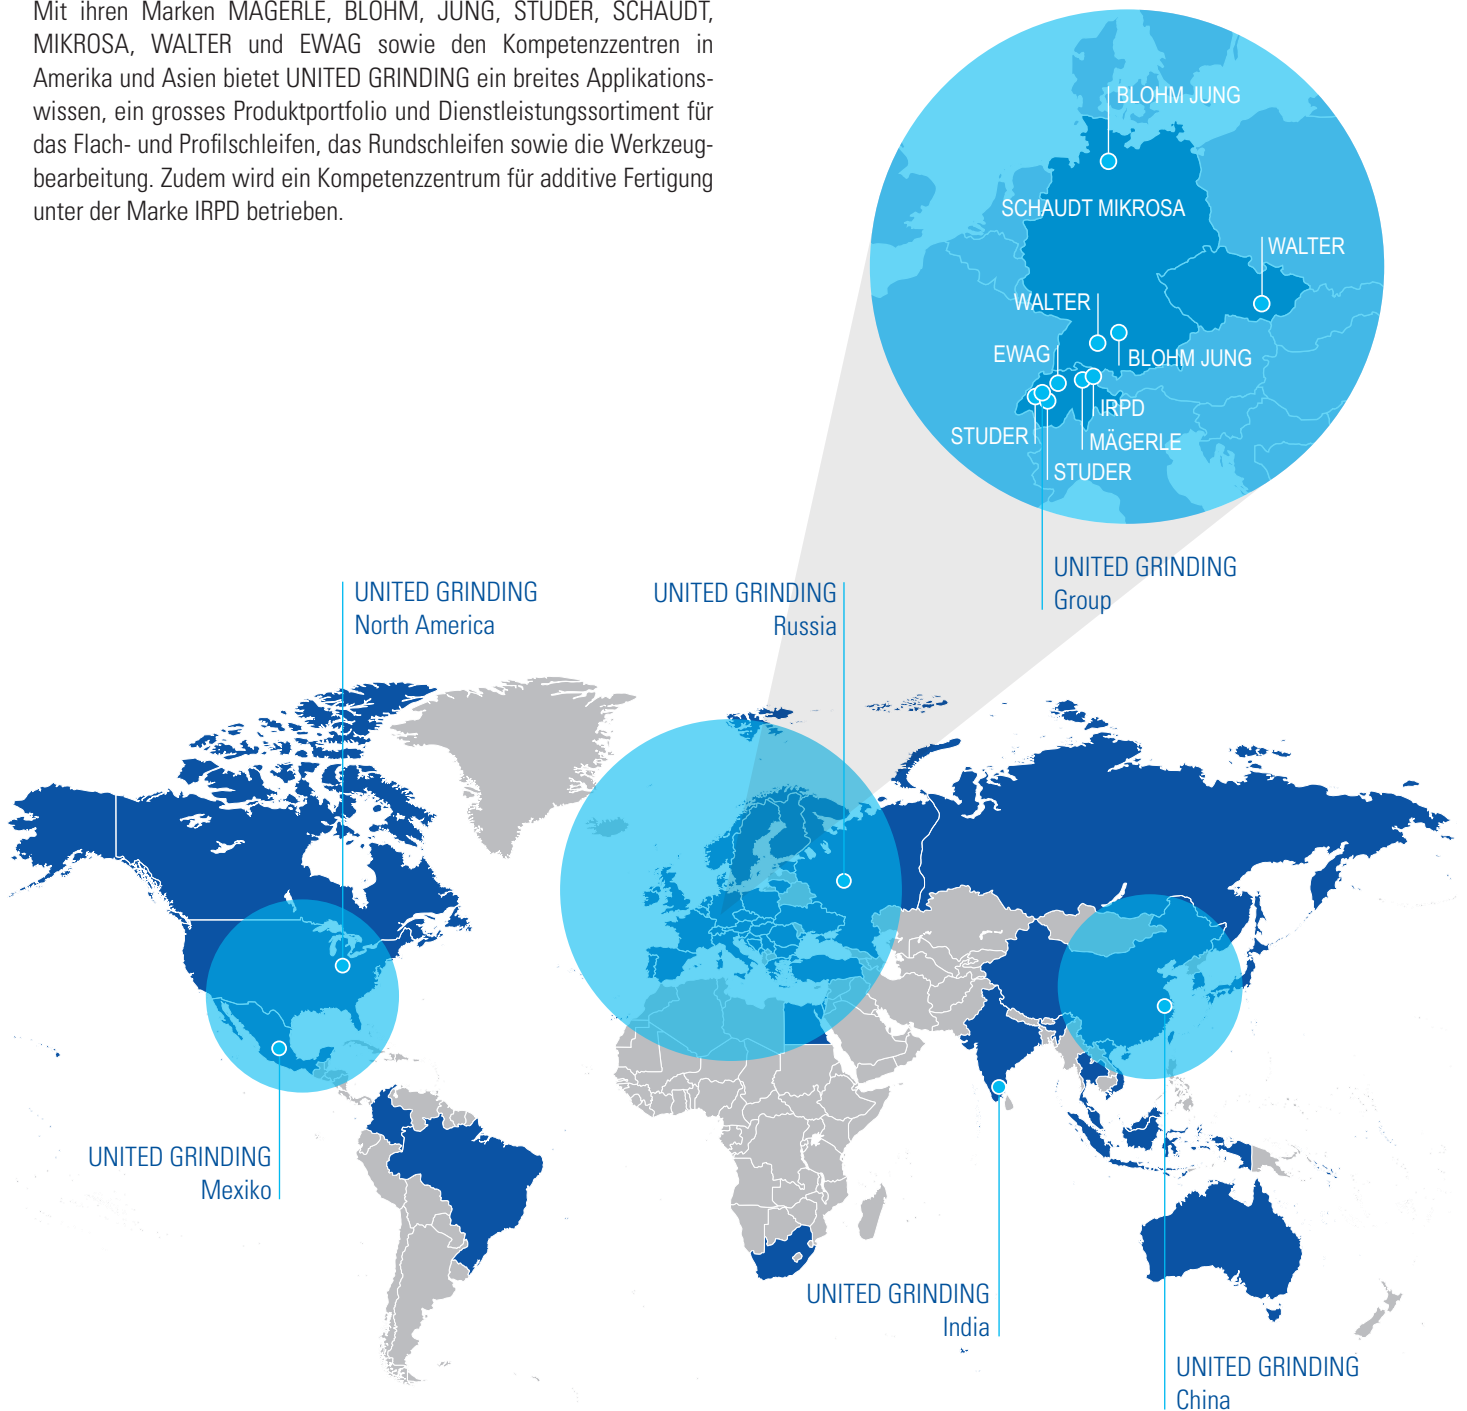 Mit ihren Marken MÄGERLE, BLOHM, JUNG, STUDER, SCHAUDT,
MIKROSA, WALTER und EWAG sowie den Kompetenzzentren in
Amerika und Asien bietet UNITED GRINDING ein breites Applikations-
wissen, ein grosses Produktportfolio und Dienstleistungssortiment für
das Flach- und Profilschleifen, das Rundschleifen sowie die Werkzeug-
bearbeitung. Zudem wird ein Kompetenzzentrum für additive Fertigung
unter der Marke IRPD betrieben.
BLOHM JUNG
SCHAUDT MIKROSA
WALTER
WALTER
EWAG
BLOHM JUNG
IRPD
STUDER
MÄGERLE
STUDER
UNITED GRINDING
Group
UNITED GRINDING
North America
UNITED GRINDING
Russia
UNITED GRINDING
Mexiko
UNITED GRINDING
India
UNITED GRINDING
China